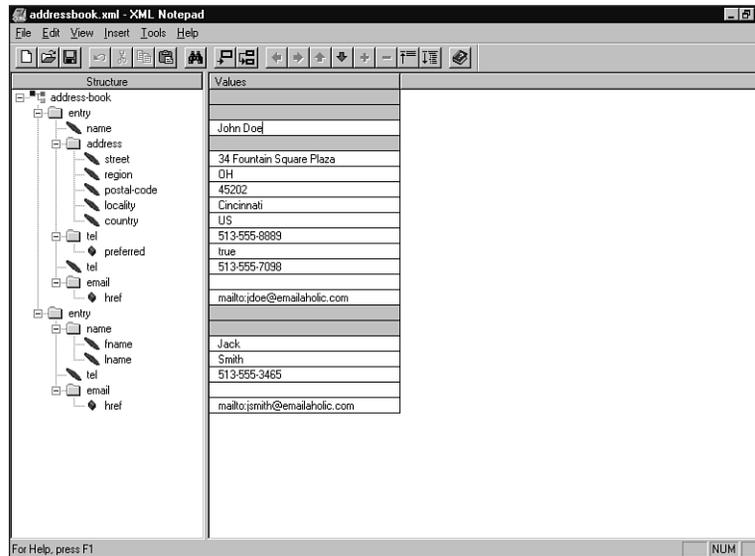 addressbook.xml - XML Notepad
File Edit View Insert Tools Help
Structure Values
address-book
entry
name John Doe
address
street 34 Fountain Square Plaza
region OH
postal-code 45202
locality Cincinnati
country US
tel 513-555-8889
preferred true
tel 513-555-7098
email
href mailto:jdoe@emailaholic.com
entry
name
fname Jack
lname Smith
tel 513-555-3465
email
href mailto:jsmith@emailaholic.com
For Help, press F1 NUM